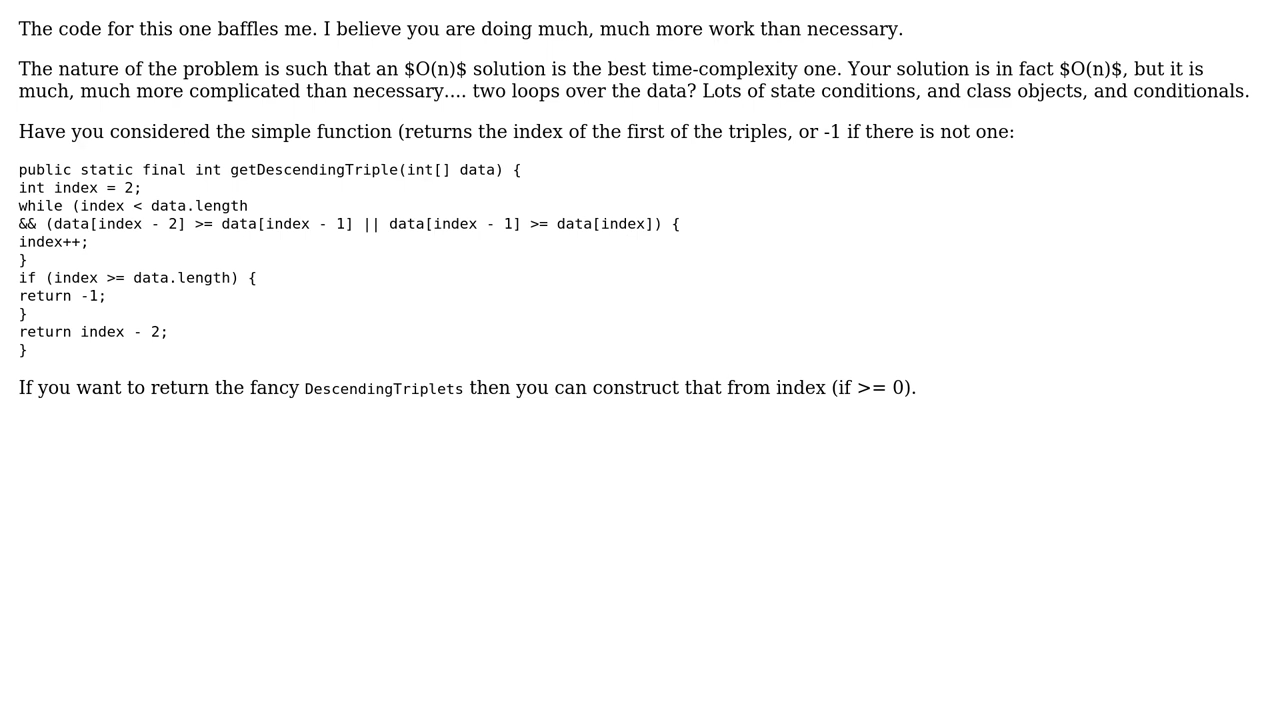 The code for this one baffles me. I believe you are doing much, much more work than necessary.
The nature of the problem is such that an $O(n)$ solution is the best time-complexity one. Your solution is in fact $O(n)$, but it is
much, much more complicated than necessary.... two loops over the data? Lots of state conditions, and class objects, and conditionals.
Have you considered the simple function (returns the index of the first of the triples, or -1 if there is not one:
public static final int getDescendingTriple(int[] data) {
int index = 2;
while (index < data.length
&& (data[index - 2] >= data[index - 1] || data[index - 1] >= data[index]) {
index++;
}
if (index >= data.length) {
return -1;
}
return index - 2;
}
If you want to return the fancy DescendingTriplets then you can construct that from index (if >= 0).